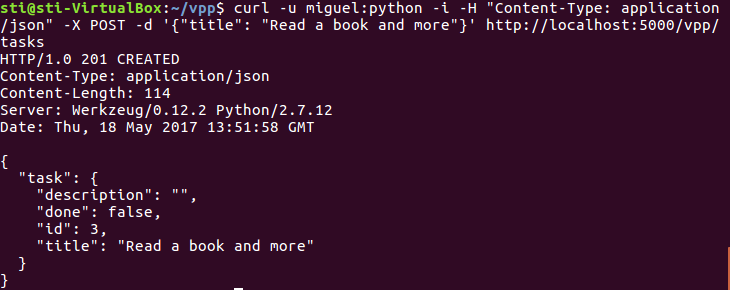 sti@sti-VirtualBox:~/vpp$ curl -u miguel:python -i -H "Content-Type: application
/json" -X POST -d '{"title": "Read a book and more"}' http://localhost:5000/vpp/
tasks
HTTP/1.0 201 CREATED
Content-Type: application/json
Content-Length: 114
Server: Werkzeug/0.12.2 Python/2.7.12
Date: Thu, 18 May 2017 13:51:58 GMT

{
  "task": {
    "description": "",
    "done": false,
    "id": 3,
    "title": "Read a book and more"
  }
}